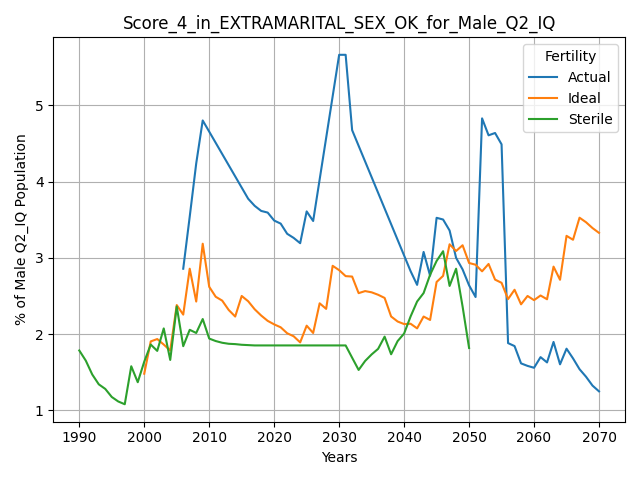 Score_4_in_EXTRAMARITAL_SEX_OK_for_Male_Q2_IQ
Fertility
Actual
Ideal
Sterile
% of Male Q2_IQ Population
5
4
3
2
1
1990 2000 2010 2020 2030 2040 2050 2060 2070
Years